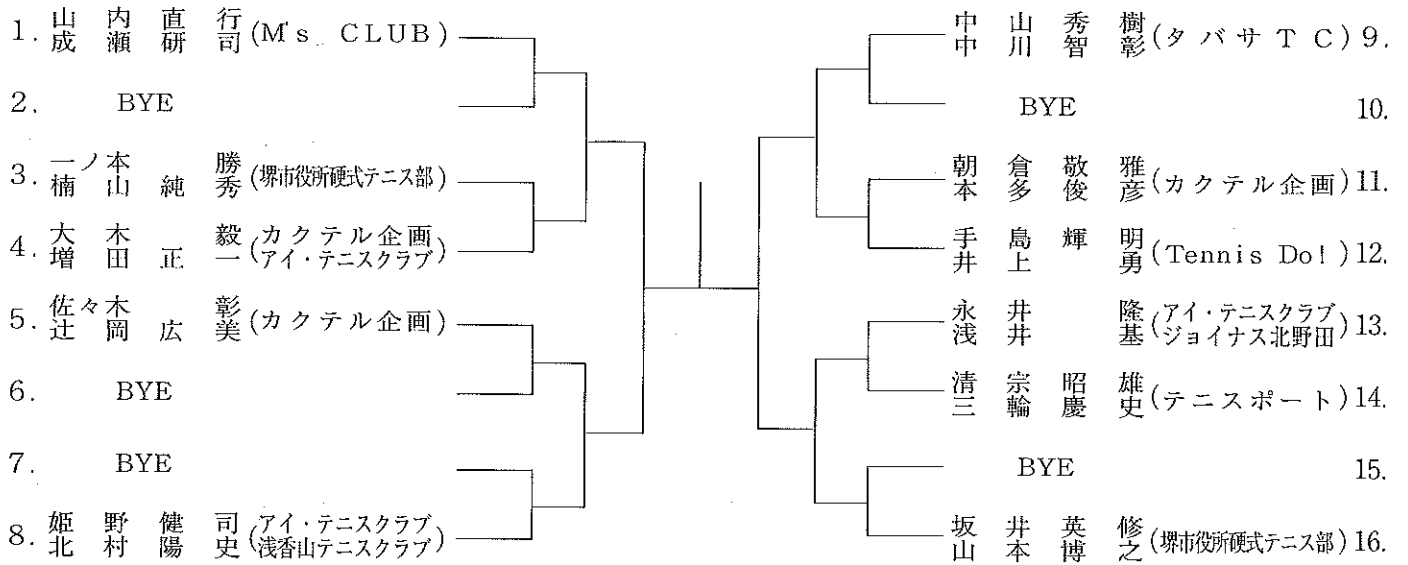 1. 山内直行 (M's CLUB)
成瀬研司
2. BYE
3. 一ノ本勝 (堺市役所硬式テニス部)
楠山純秀
4. 大木毅 (カクテル企画
増田正一 アイ・テニスクラブ)
5. 佐々木彰 (カクテル企画)
辻岡広美
6. BYE
7. BYE
8. 姫野健司 (アイ・テニスクラブ
北村陽史 浅香山テニスクラブ)
中山秀樹 (タバサTC) 9.
中川智彰
BYE 10.
朝倉敬雅 (カクテル企画) 11.
本多俊彦
手島輝明 (Tennis Do!) 12.
井上勇
永井隆 (アイ・テニスクラブ 13.
浅井基 ジョイナス北野田)
清宗昭雄 (テニスポート) 14.
三輪慶史
BYE 15.
坂井英修 (堺市役所硬式テニス部) 16.
山本博之